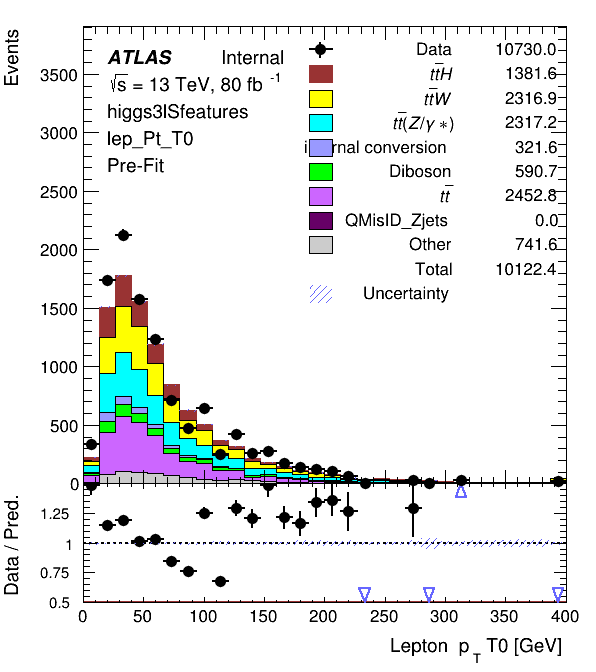 Events
ATLAS Internal
√s = 13 TeV, 80 fb -1
higgs3lSfeatures
lep_Pt_T0
Pre-Fit
Data 10730.0
tt̄H 1381.6
tt̄W 2316.9
tt̄(Z/γ *) 2317.2
internal conversion 321.6
Diboson 590.7
tt̄ 2452.8
QMisID_Zjets 0.0
Other 741.6
Total 10122.4
Uncertainty
3500
3000
2500
2000
1500
1000
500
0
Data / Pred.
1.25
1
0.75
0.5
0 50 100 150 200 250 300 350 400
Lepton p_T T0 [GeV]